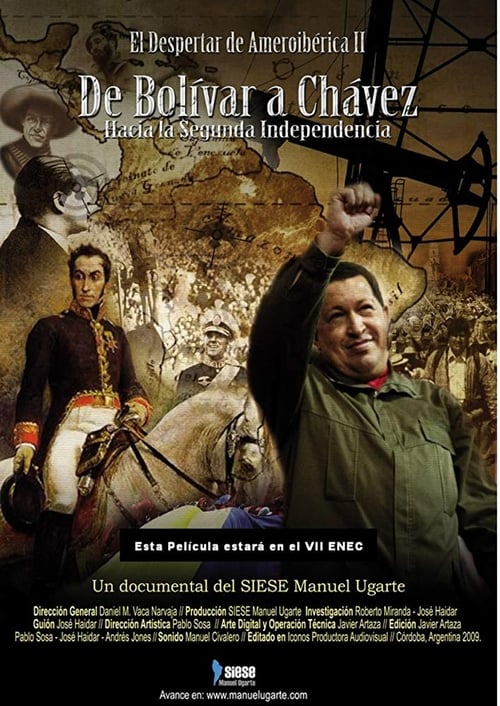 El Despertar de Ameroibérica II
De Bolívar a Chávez
Hacia la Segunda Independencia
Esta Película estará en el VII ENEC
Un documental del SIESE Manuel Ugarte
Dirección General Daniel M. Vaca Narvaja // Producción SIESE Manuel Ugarte Investigación Roberto Miranda - José Haidar
Guión José Haidar // Dirección Artística Pablo Sosa // Arte Digital y Operación Técnica Javier Artaza // Edición Javier Artaza
Pablo Sosa - José Haidar - Andrés Jones // Sonido Manuel Civalero // Editado en Iconos Productora Audiovisual // Córdoba, Argentina 2009.
siese
Manuel Ugarte
Avance en: www.manuelugarte.com